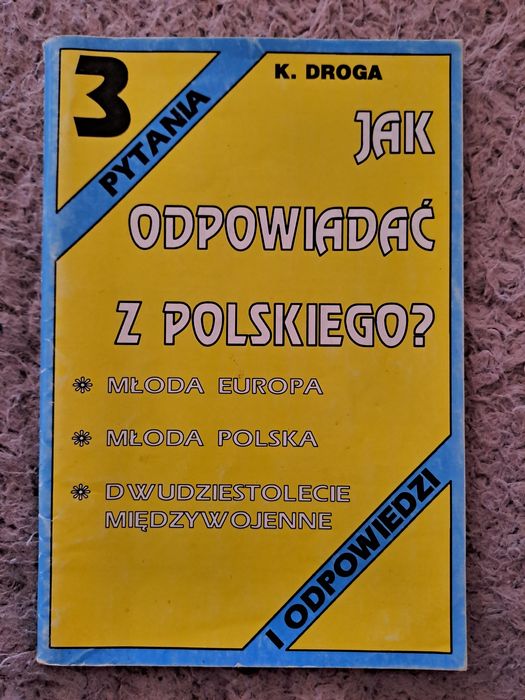 3
PYTANIA
K. DROGA
JAK
ODPOWIADAĆ
Z POLSKIEGO?
❋ MŁODA EUROPA
❋ MŁODA POLSKA
❋ DWUDZIESTOLECIE
MIĘDZYWOJENNE
I ODPOWIEDZI